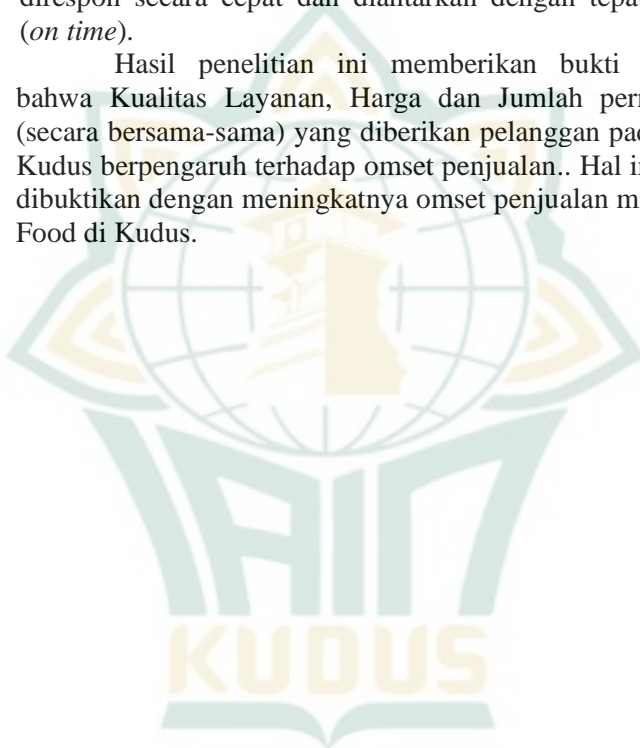 direspon secara cepat dan diantarkan dengan tepat
(on time).
Hasil penelitian ini memberikan bukti
bahwa Kualitas Layanan, Harga dan Jumlah
(secara bersama-sama) yang diberikan pelanggan
Kudus berpengaruh terhadap omset penjualan.. Hal
dibuktikan dengan meningkatnya omset penjualan
Food di Kudus.
IAIN
KUDUS